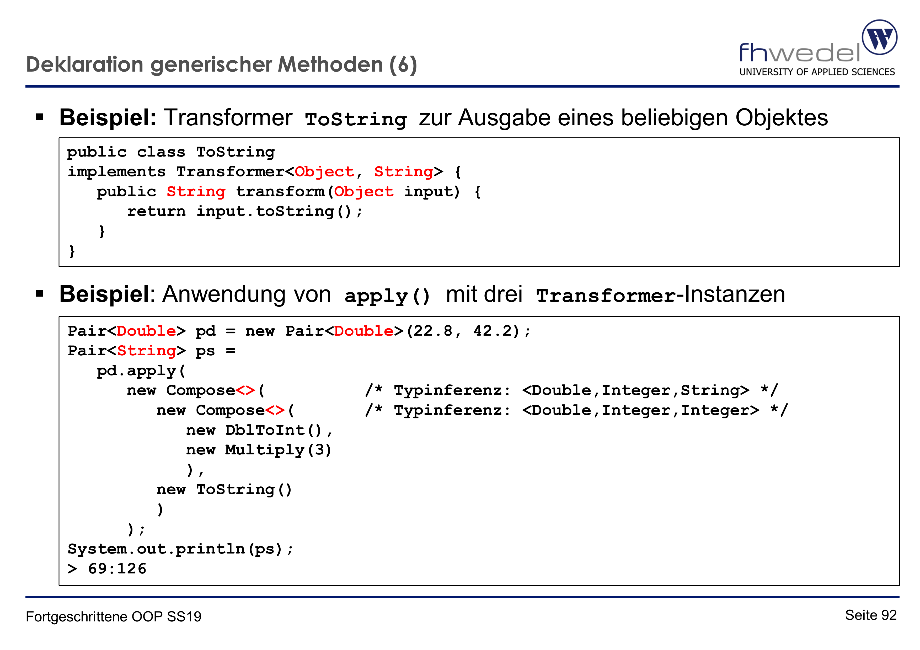 Deklaration generischer Methoden (6)
fhwedel
UNIVERSITY OF APPLIED SCIENCES
▪ Beispiel: Transformer ToString zur Ausgabe eines beliebigen Objektes
public class ToString
implements Transformer<Object, String> {
   public String transform(Object input) {
      return input.toString();
   }
}
▪ Beispiel: Anwendung von apply() mit drei Transformer-Instanzen
Pair<Double> pd = new Pair<Double>(22.8, 42.2);
Pair<String> ps =
   pd.apply(
      new Compose<>(          /* Typinferenz: <Double,Integer,String> */
         new Compose<>(       /* Typinferenz: <Double,Integer,Integer> */
            new DblToInt(),
            new Multiply(3)
            ),
         new ToString()
         )
      );
System.out.println(ps);
> 69:126
Fortgeschrittene OOP SS19
Seite 92